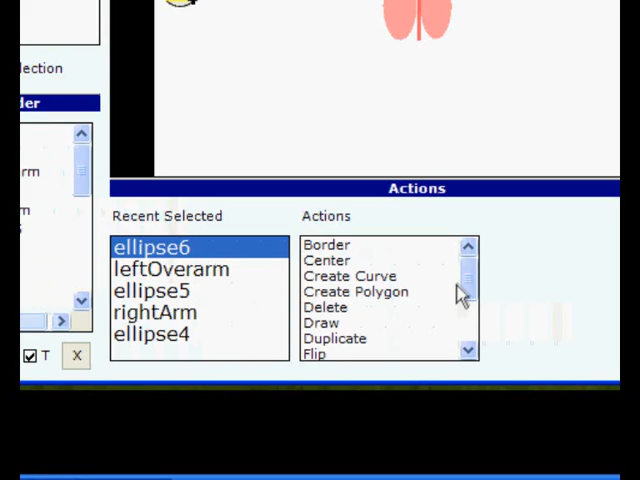 lection
der
rm
m
T
X
Actions
Recent Selected
Actions
ellipse6
leftOverarm
ellipse5
rightArm
ellipse4
Border
Center
Create Curve
Create Polygon
Delete
Draw
Duplicate
Flip